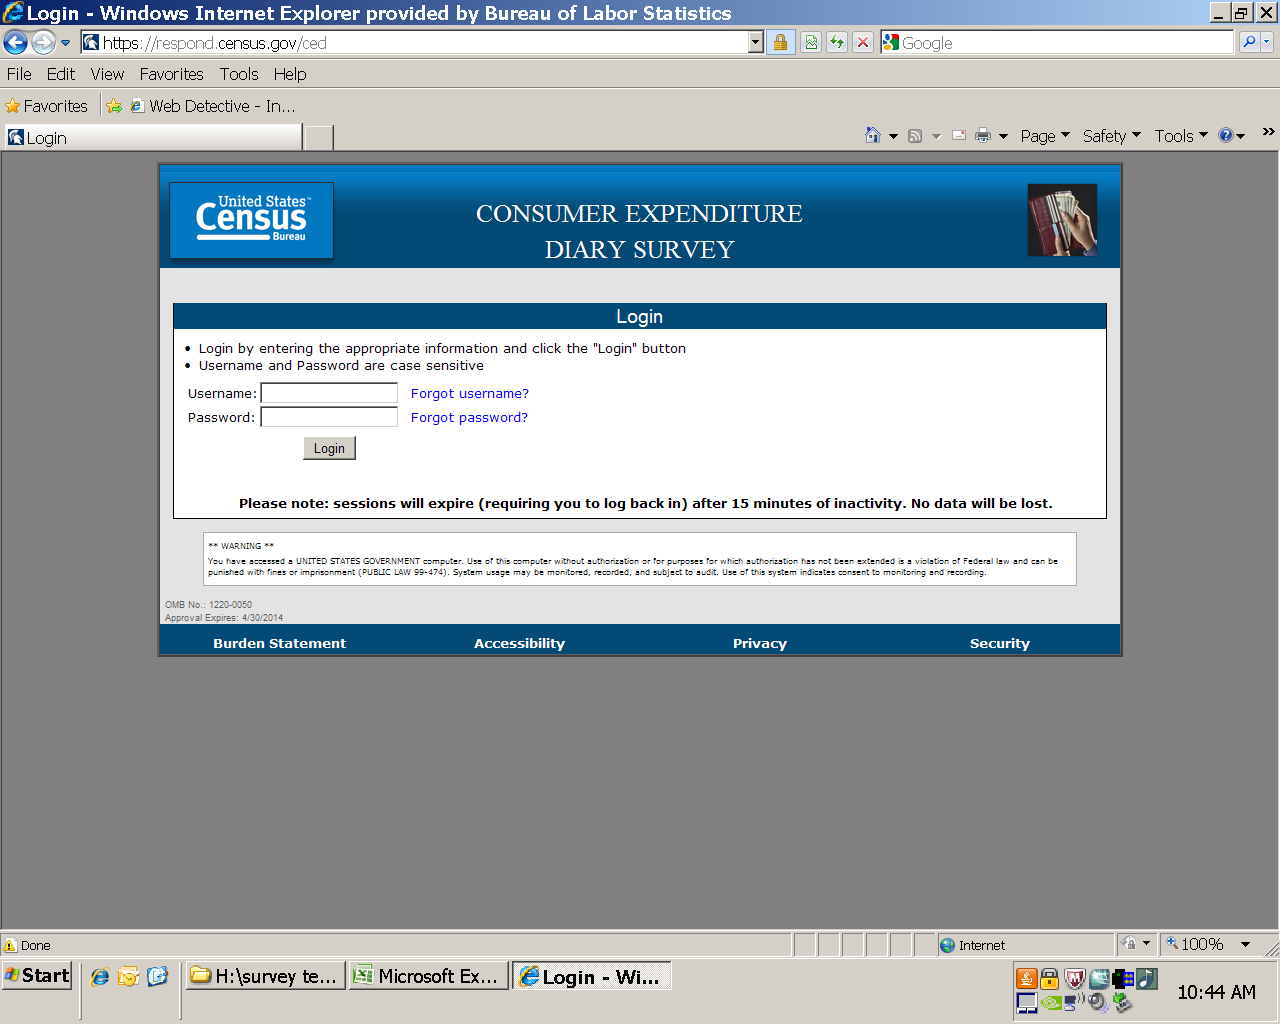 Login - Windows Internet Explorer provided by Bureau of Labor Statistics
https://respond.census.gov/ced
Google
File Edit View Favorites Tools Help
Favorites Web Detective - In...
Login
Page Safety Tools »
United States™
Census
Bureau
CONSUMER EXPENDITURE
DIARY SURVEY
Login
• Login by entering the appropriate information and click the "Login" button
• Username and Password are case sensitive
Username: Forgot username?
Password: Forgot password?
Login
Please note: sessions will expire (requiring you to log back in) after 15 minutes of inactivity. No data will be lost.
** WARNING **
You have accessed a UNITED STATES GOVERNMENT computer. Use of this computer without authorization or for purposes for which authorization has not been extended is a violation of Federal law and can be
punished with fines or imprisonment (PUBLIC LAW 99-474). System usage may be monitored, recorded, and subject to audit. Use of this system indicates consent to monitoring and recording.
OMB No.: 1220-0050
Approval Expires: 4/30/2014
Burden Statement Accessibility Privacy Security
Done Internet 100%
Start H:\survey te... Microsoft Ex... Login - Wi...
10:44 AM